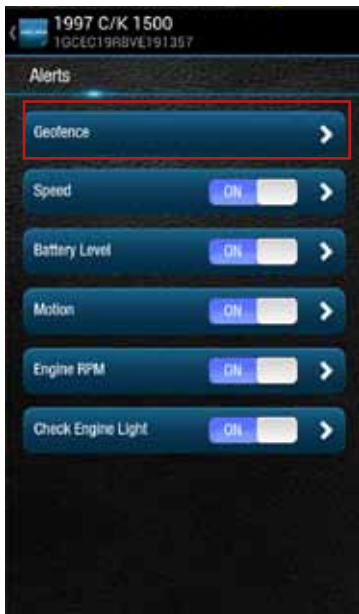 1997 C/K 1500
1GCEC19R8VE191357
Alerts
Geofence
Speed ON
Battery Level ON
Motion ON
Engine RPM ON
Check Engine Light ON